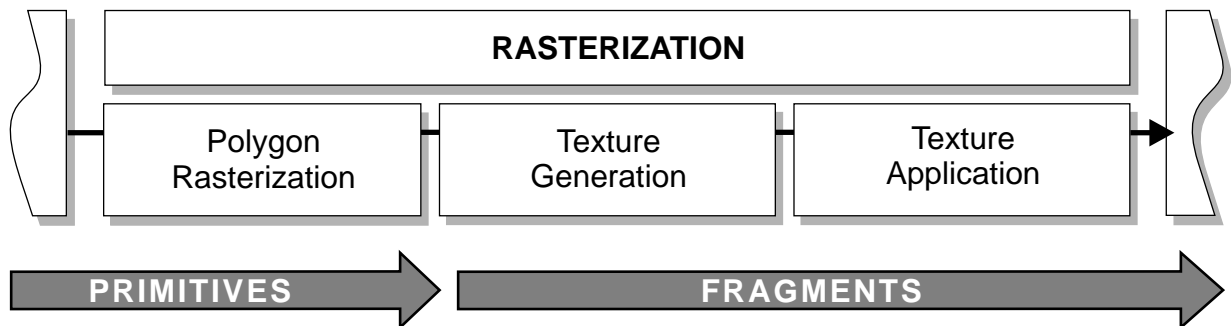 RASTERIZATION
Polygon
Rasterization
Texture
Generation
Texture
Application
PRIMITIVES
FRAGMENTS